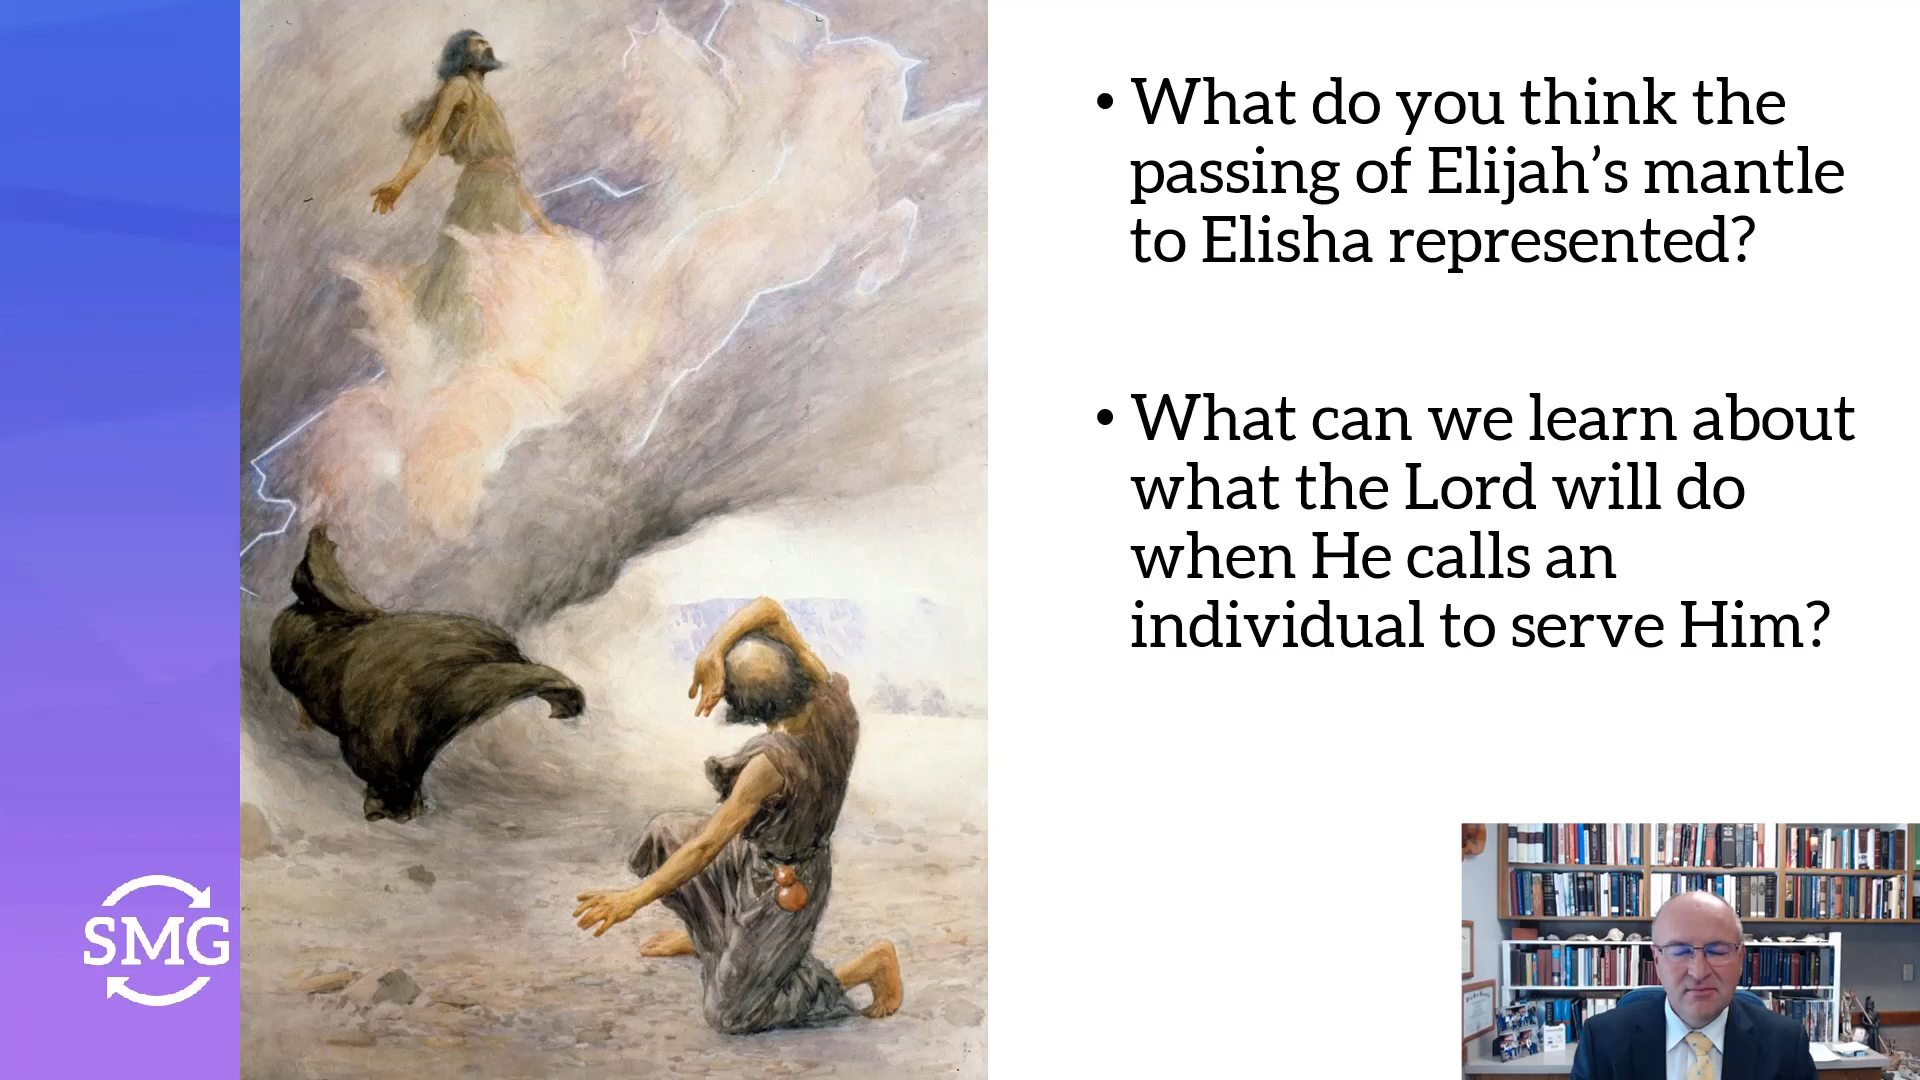 • What do you think the
passing of Elijah’s mantle
to Elisha represented?
• What can we learn about
what the Lord will do
when He calls an
individual to serve Him?
SMG